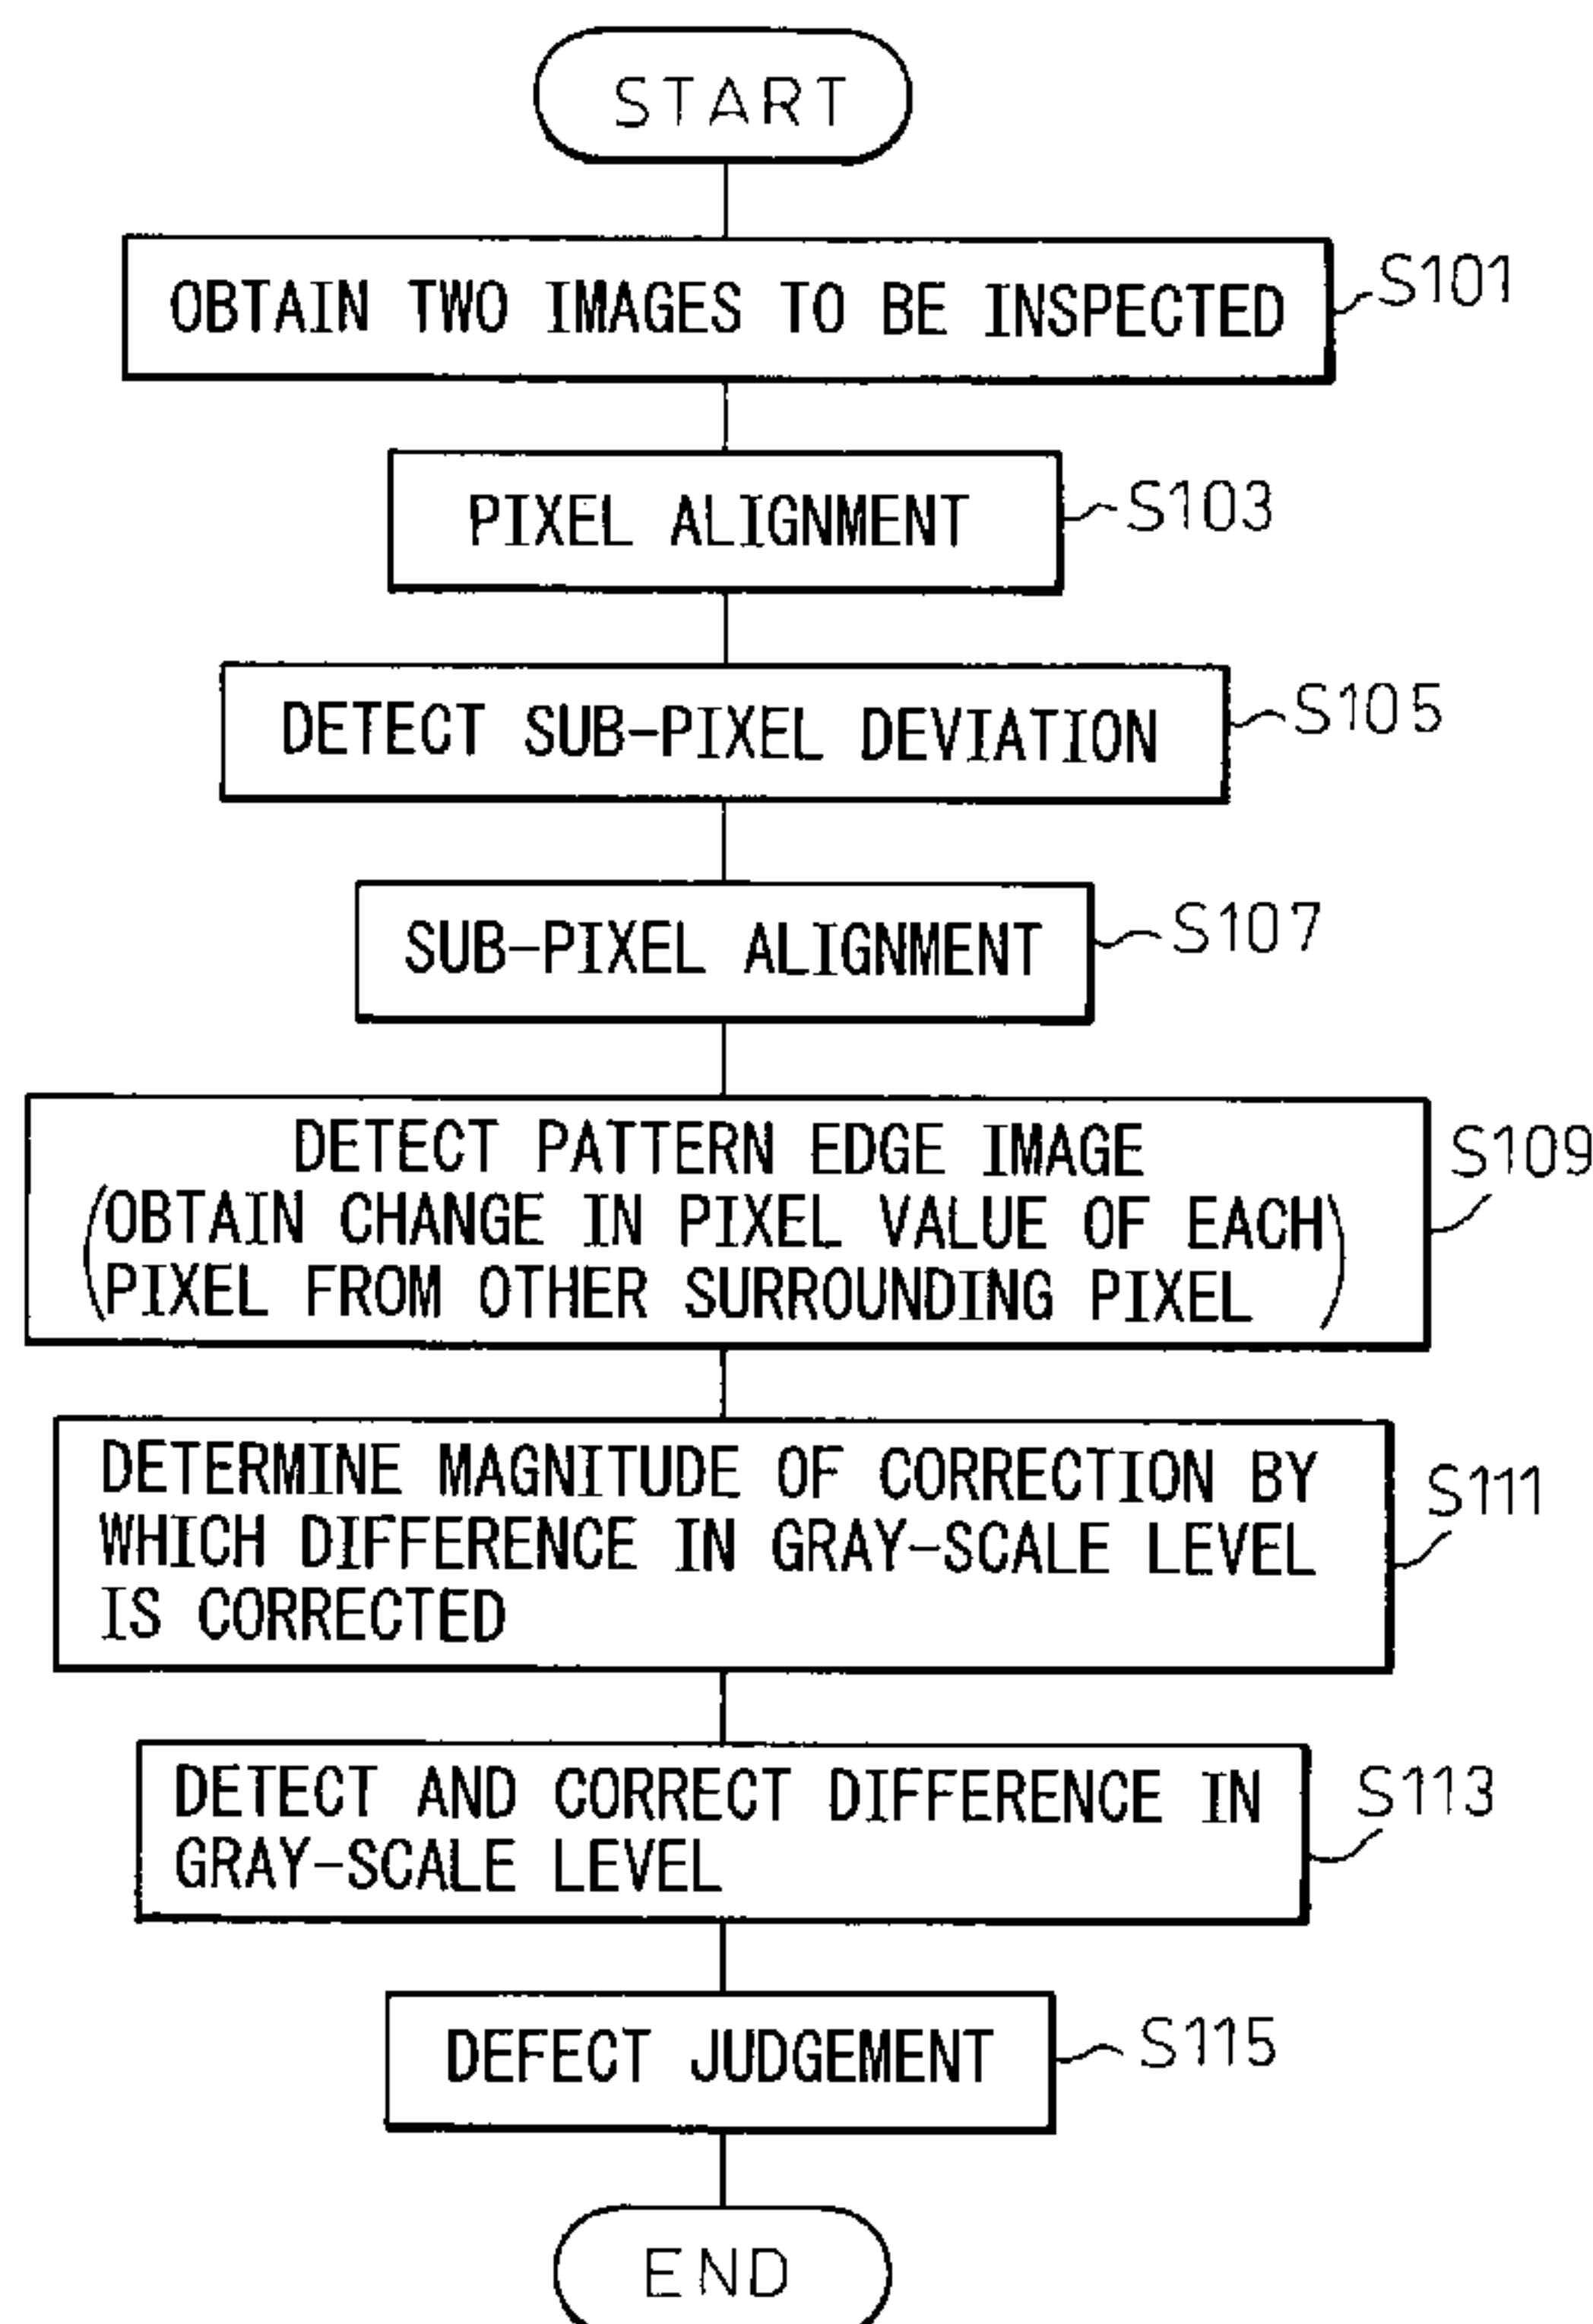 START
OBTAIN TWO IMAGES TO BE INSPECTED
S101
PIXEL ALIGNMENT
S103
DETECT SUB-PIXEL DEVIATION
S105
SUB-PIXEL ALIGNMENT
S107
DETECT PATTERN EDGE IMAGE
(OBTAIN CHANGE IN PIXEL VALUE OF EACH
PIXEL FROM OTHER SURROUNDING PIXEL)
S109
DETERMINE MAGNITUDE OF CORRECTION BY
WHICH DIFFERENCE IN GRAY-SCALE LEVEL
IS CORRECTED
S111
DETECT AND CORRECT DIFFERENCE IN
GRAY-SCALE LEVEL
S113
DEFECT JUDGEMENT
S115
END